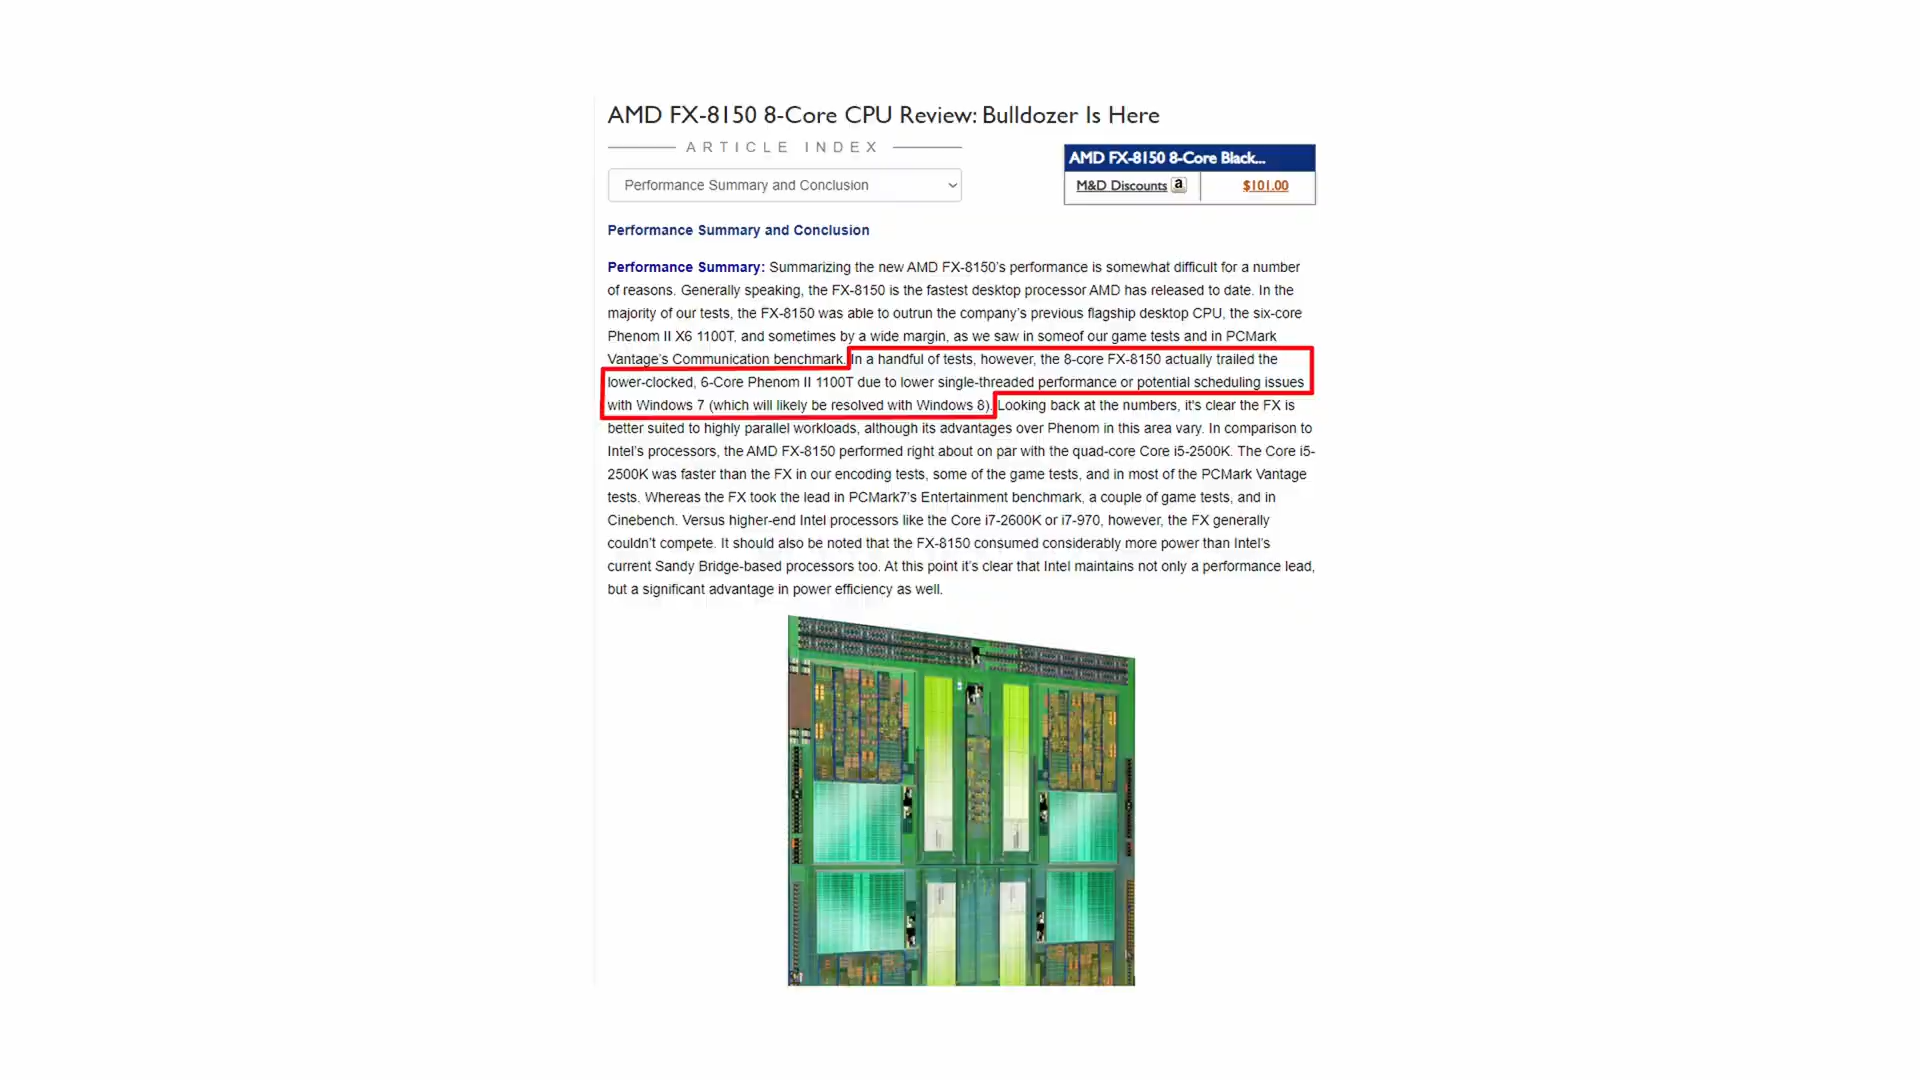 AMD FX-8150 8-Core CPU Review: Bulldozer Is Here
ARTICLE INDEX
Performance Summary and Conclusion
AMD FX-8150 8-Core Black...
M&D Discounts a $101.00
Performance Summary and Conclusion
Performance Summary: Summarizing the new AMD FX-8150's performance is somewhat difficult for a number
of reasons. Generally speaking, the FX-8150 is the fastest desktop processor AMD has released to date. In the
majority of our tests, the FX-8150 was able to outrun the company's previous flagship desktop CPU, the six-core
Phenom II X6 1100T, and sometimes by a wide margin, as we saw in someof our game tests and in PCMark
Vantage's Communication benchmark. In a handful of tests, however, the 8-core FX-8150 actually trailed the
lower-clocked, 6-Core Phenom II 1100T due to lower single-threaded performance or potential scheduling issues
with Windows 7 (which will likely be resolved with Windows 8). Looking back at the numbers, it's clear the FX is
better suited to highly parallel workloads, although its advantages over Phenom in this area vary. In comparison to
Intel's processors, the AMD FX-8150 performed right about on par with the quad-core Core i5-2500K. The Core i5-
2500K was faster than the FX in our encoding tests, some of the game tests, and in most of the PCMark Vantage
tests. Whereas the FX took the lead in PCMark7's Entertainment benchmark, a couple of game tests, and in
Cinebench. Versus higher-end Intel processors like the Core i7-2600K or i7-970, however, the FX generally
couldn't compete. It should also be noted that the FX-8150 consumed considerably more power than Intel's
current Sandy Bridge-based processors too. At this point it's clear that Intel maintains not only a performance lead,
but a significant advantage in power efficiency as well.